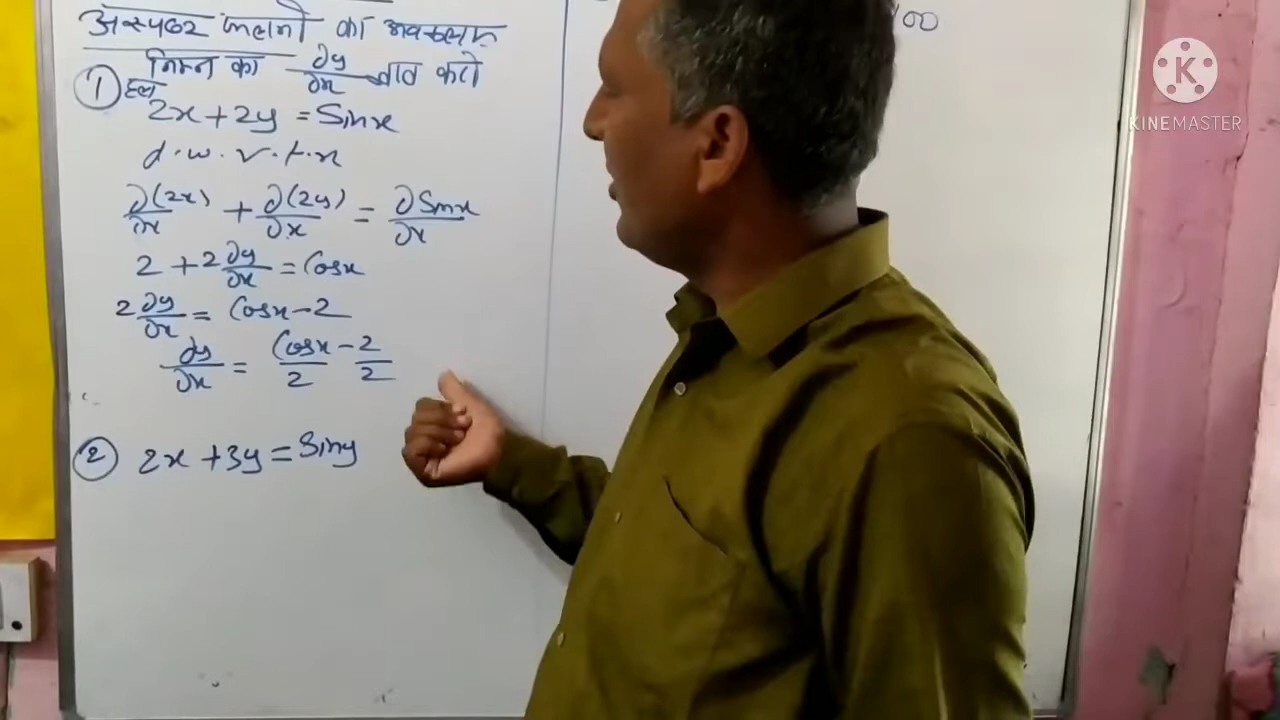 अस्पष्ट फलनों का अवकलन
निम्न का ∂y/∂x ज्ञात करो
① हल
2x + 2y = Sinx
d.w.r.t.x
∂(2x)/∂x + ∂(2y)/∂x = ∂Sinx/∂x
2 + 2 ∂y/∂x = Cosx
2 ∂y/∂x = Cosx - 2
∂y/∂x = Cosx/2 - 2/2
② 2x + 3y = Siny
00
K
KINEMASTER